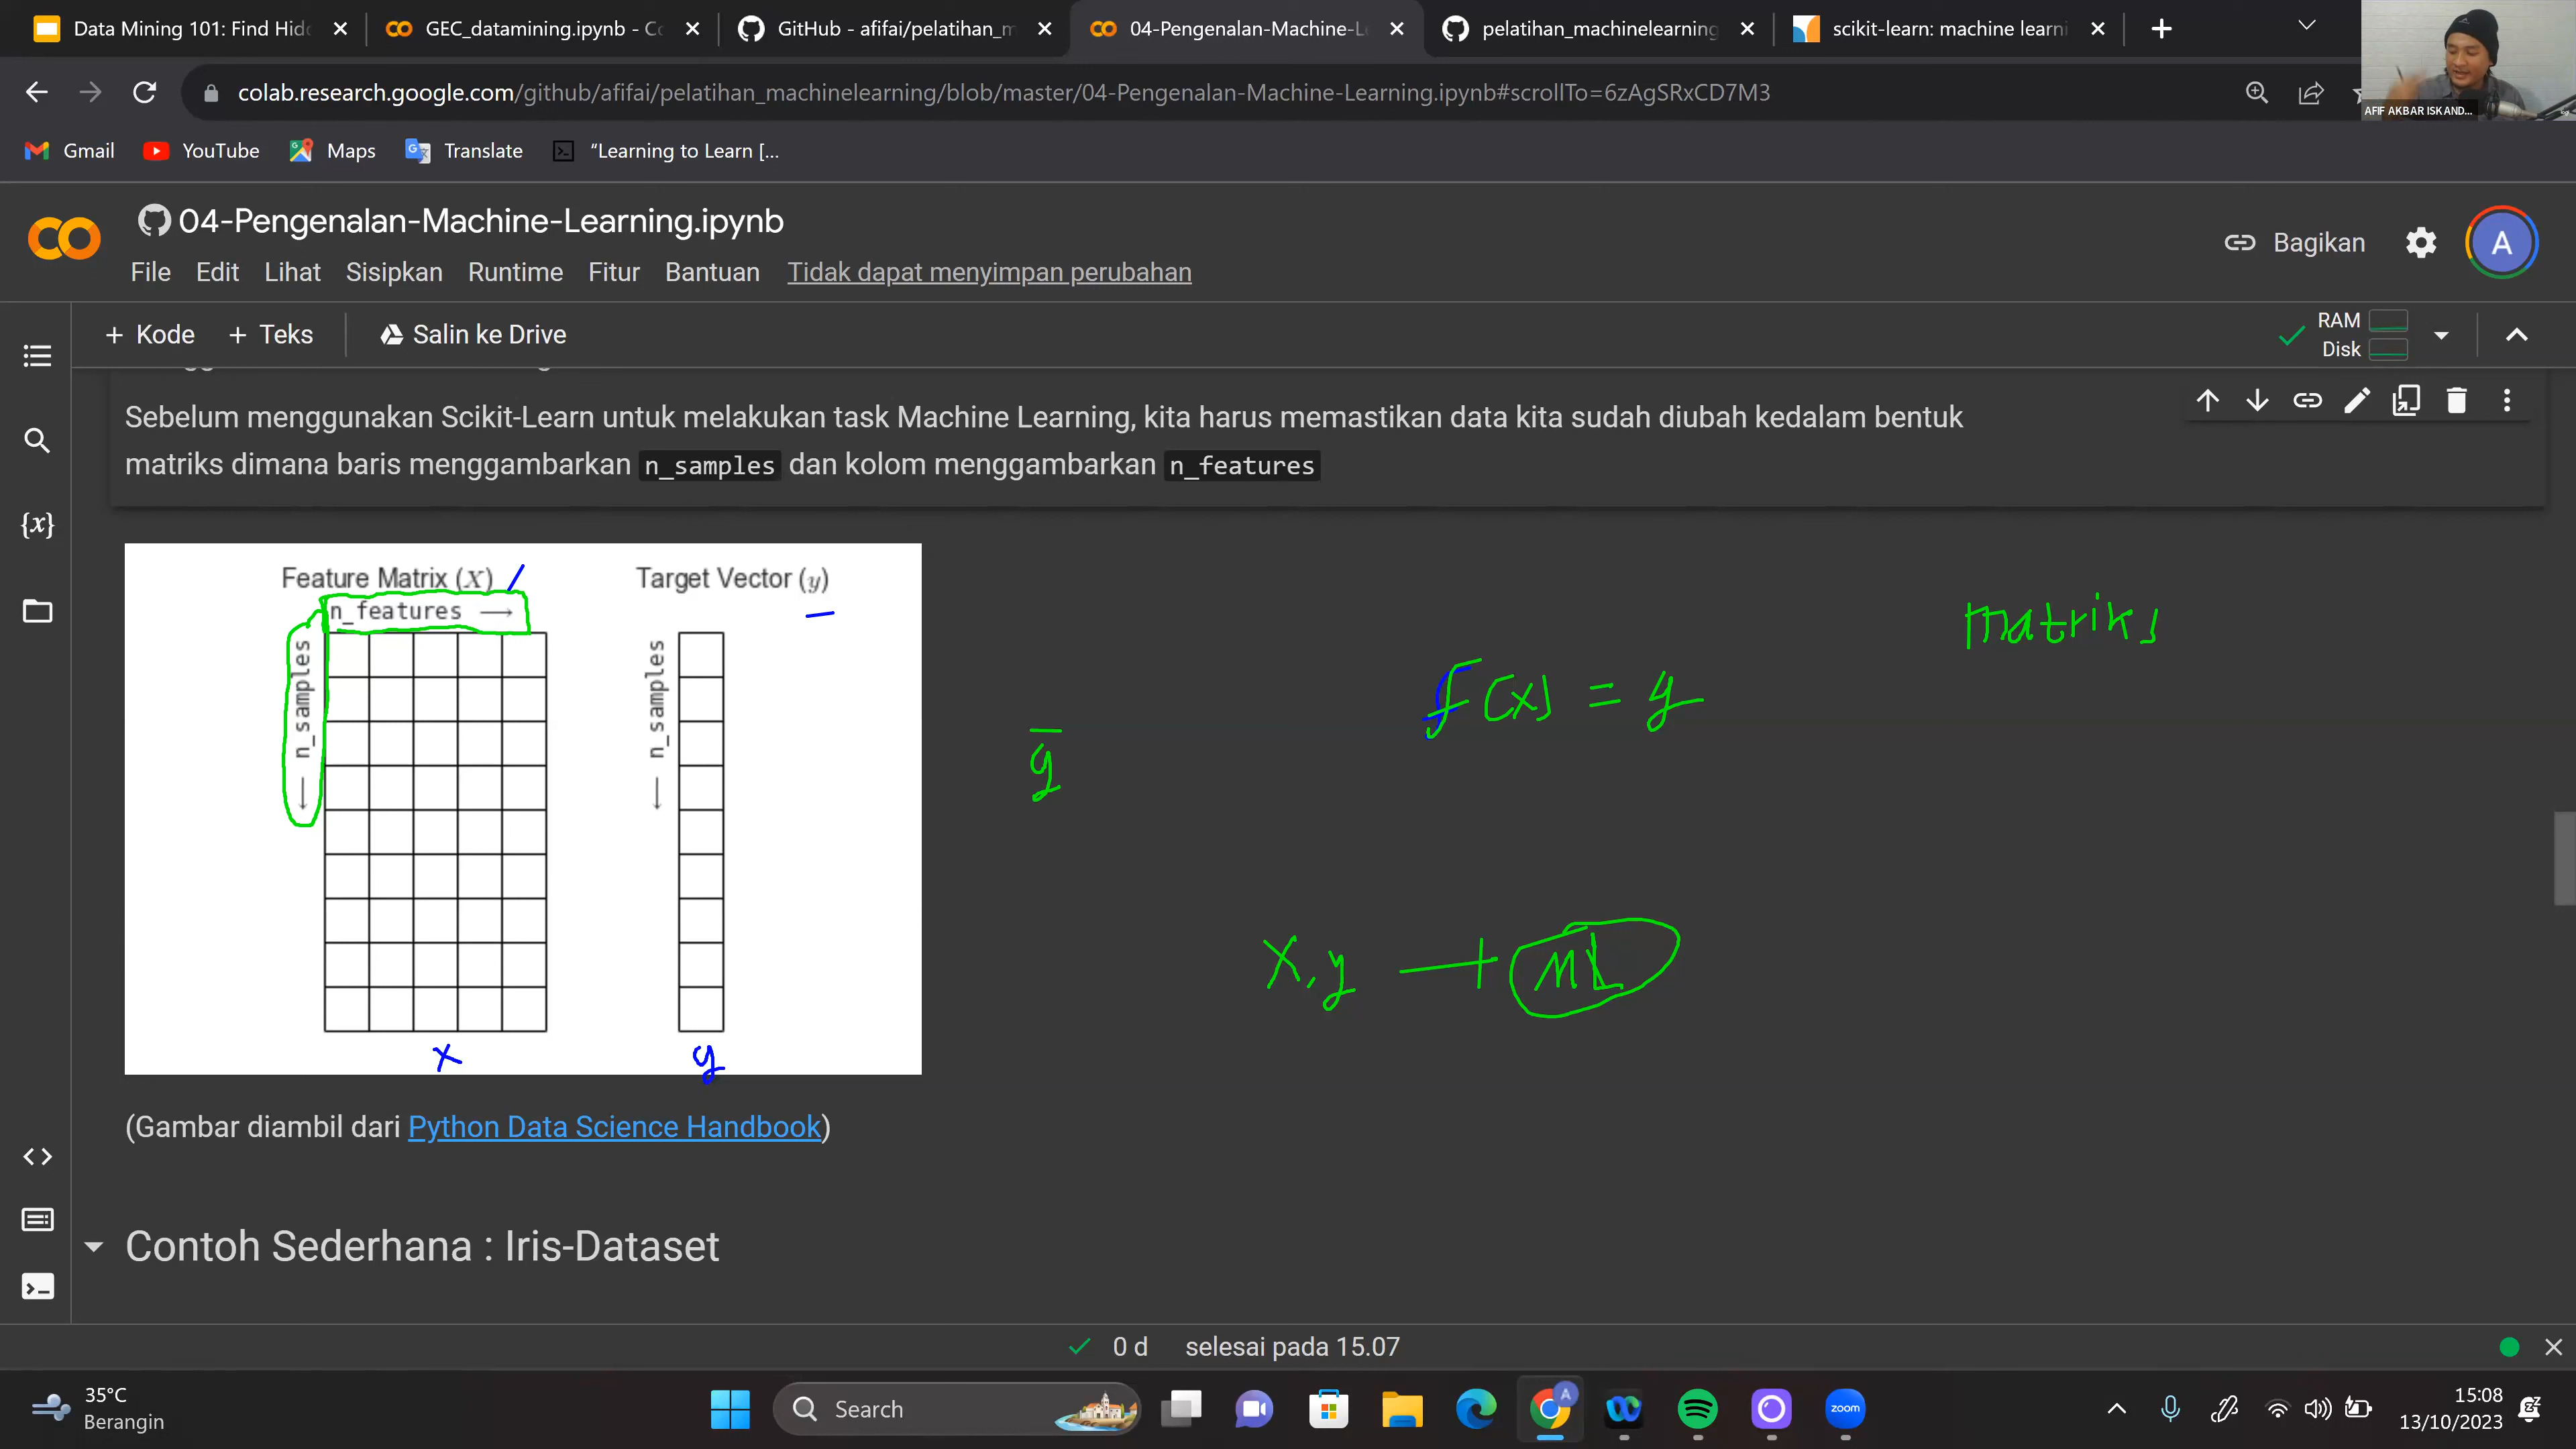 Data Mining 101: Find Hid
GEC_datamining.ipynb - Co
GitHub - afifai/pelatihan_m
04-Pengenalan-Machine-L
pelatihan_machinelearning
scikit-learn: machine learni
colab.research.google.com/github/afifai/pelatihan_machinelearning/blob/master/04-Pengenalan-Machine-Learning.ipynb#scrollTo=6zAgSRxCD7M3
AFIF AKBAR ISKAND...
Gmail
YouTube
Maps
Translate
“Learning to Learn [...
04-Pengenalan-Machine-Learning.ipynb
Bagikan
A
File Edit Lihat Sisipkan Runtime Fitur Bantuan Tidak dapat menyimpan perubahan
+ Kode + Teks Salin ke Drive
RAM
Disk
Sebelum menggunakan Scikit-Learn untuk melakukan task Machine Learning, kita harus memastikan data kita sudah diubah kedalam bentuk
matriks dimana baris menggambarkan n_samples dan kolom menggambarkan n_features
{x}
Feature Matrix (X)
Target Vector (y)
n_features →
n_samples
n_samples
matriks
f(x) = y
y
X, y
ML
x
y
(Gambar diambil dari Python Data Science Handbook)
Contoh Sederhana : Iris-Dataset
0 d selesai pada 15.07
35°C
Berangin
Search
A
zoom
15:08
13/10/2023